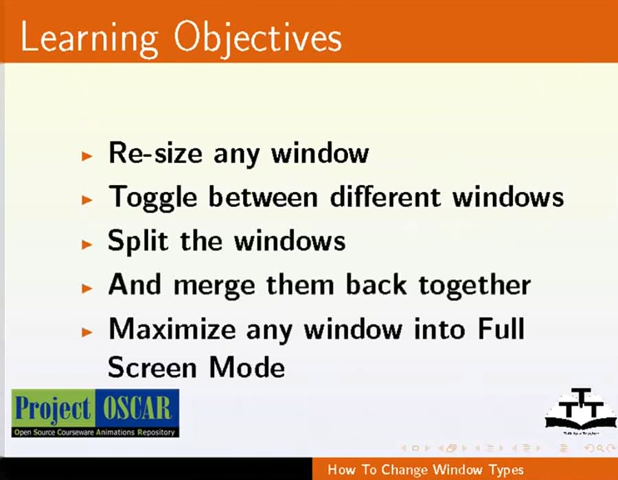 Learning Objectives
Re-size any window
Toggle between different windows
Split the windows
And merge them back together
Maximize any window into Full
Screen Mode
Project OSCAR
Open Source Courseware Animations Repository
TTT
How To Change Window Types